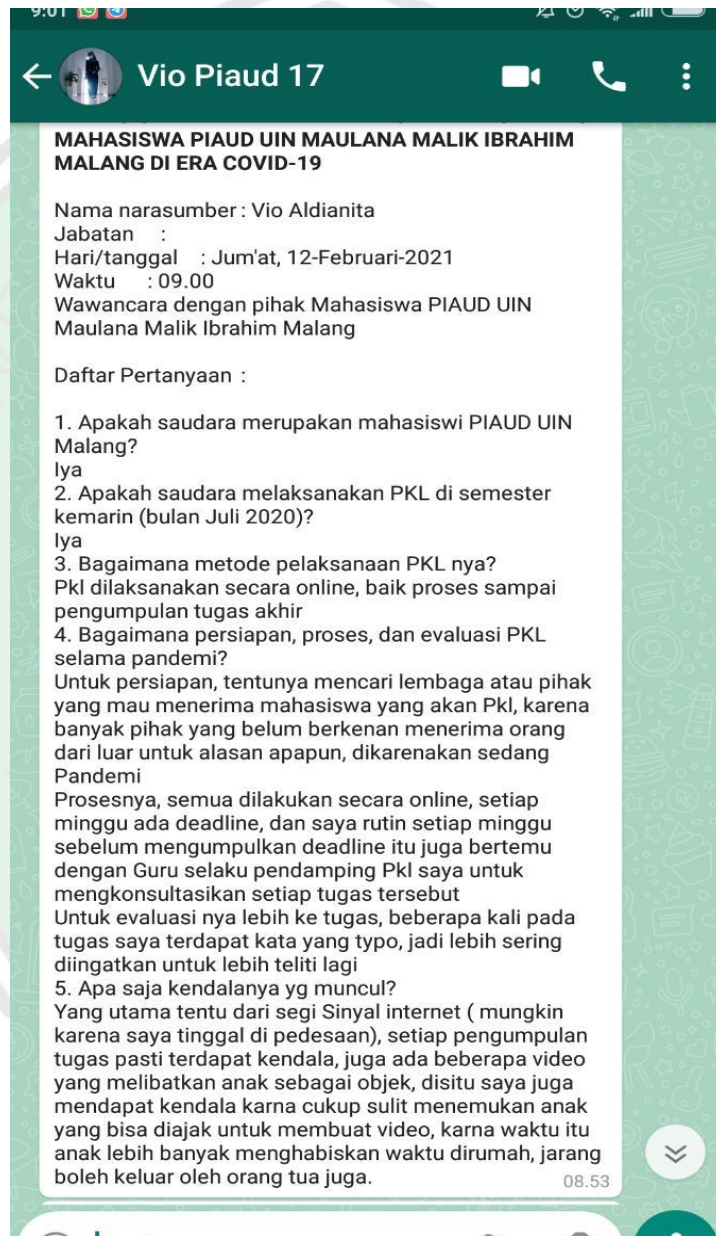 9:01
Vio Piaud 17
MAHASISWA PIAUD UIN MAULANA MALIK IBRAHIM
MALANG DI ERA COVID-19
Nama narasumber : Vio Aldianita
Jabatan :
Hari/tanggal : Jum'at, 12-Februari-2021
Waktu : 09.00
Wawancara dengan pihak Mahasiswa PIAUD UIN
Maulana Malik Ibrahim Malang
Daftar Pertanyaan :
1. Apakah saudara merupakan mahasiswi PIAUD UIN
Malang?
Iya
2. Apakah saudara melaksanakan PKL di semester
kemarin (bulan Juli 2020)?
Iya
3. Bagaimana metode pelaksanaan PKL nya?
Pkl dilaksanakan secara online, baik proses sampai
pengumpulan tugas akhir
4. Bagaimana persiapan, proses, dan evaluasi PKL
selama pandemi?
Untuk persiapan, tentunya mencari lembaga atau pihak
yang mau menerima mahasiswa yang akan Pkl, karena
banyak pihak yang belum berkenan menerima orang
dari luar untuk alasan apapun, dikarenakan sedang
Pandemi
Prosesnya, semua dilakukan secara online, setiap
minggu ada deadline, dan saya rutin setiap minggu
sebelum mengumpulkan deadline itu juga bertemu
dengan Guru selaku pendamping Pkl saya untuk
mengkonsultasikan setiap tugas tersebut
Untuk evaluasi nya lebih ke tugas, beberapa kali pada
tugas saya terdapat kata yang typo, jadi lebih sering
diingatkan untuk lebih teliti lagi
5. Apa saja kendalanya yg muncul?
Yang utama tentu dari segi Sinyal internet ( mungkin
karena saya tinggal di pedesaan), setiap pengumpulan
tugas pasti terdapat kendala, juga ada beberapa video
yang melibatkan anak sebagai objek, disitu saya juga
mendapat kendala karna cukup sulit menemukan anak
yang bisa diajak untuk membuat video, karna waktu itu
anak lebih banyak menghabiskan waktu dirumah, jarang
boleh keluar oleh orang tua juga.
08.53